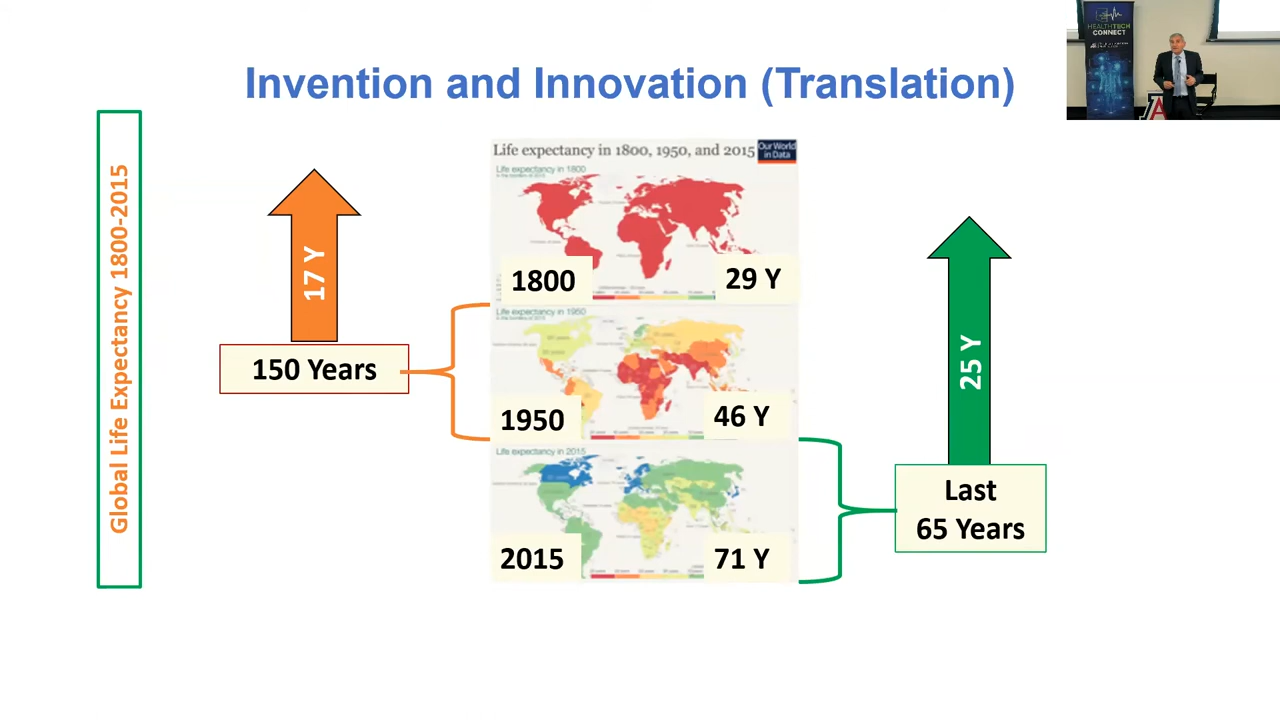 Invention and Innovation (Translation)
HEALTHTECH
CONNECT
A
Global Life Expectancy 1800-2015
17 Y
150 Years
Life expectancy in 1800, 1950, and 2015
Our World
in Data
Life expectancy in 1800
1800
29 Y
Life expectancy in 1950
1950
46 Y
Life expectancy in 2015
2015
71 Y
25 Y
Last
65 Years